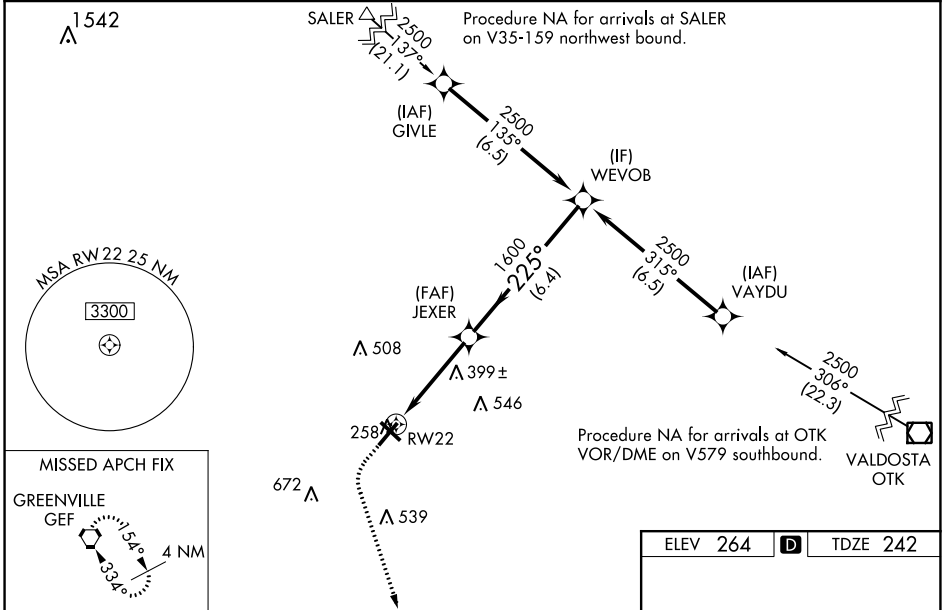 1542
SALER
2500
137°
(21.1)
Procedure NA for arrivals at SALER
on V35-159 northwest bound.
(IAF)
GIVLE
2500
135°
(6.5)
(IF)
WEVOB
MSA RW 22 25 NM
3300
1600
225°
(6.4)
2500
315°
(6.5)
(IAF)
VAYDU
(FAF)
JEXER
508
399±
546
2500
306°
(22.3)
258
RW22
Procedure NA for arrivals at OTK
VOR/DME on V579 southbound.
VALDOSTA
OTK
MISSED APCH FIX
GREENVILLE
GEF
154°
4 NM
334°
672
539
ELEV 264 D TDZE 242